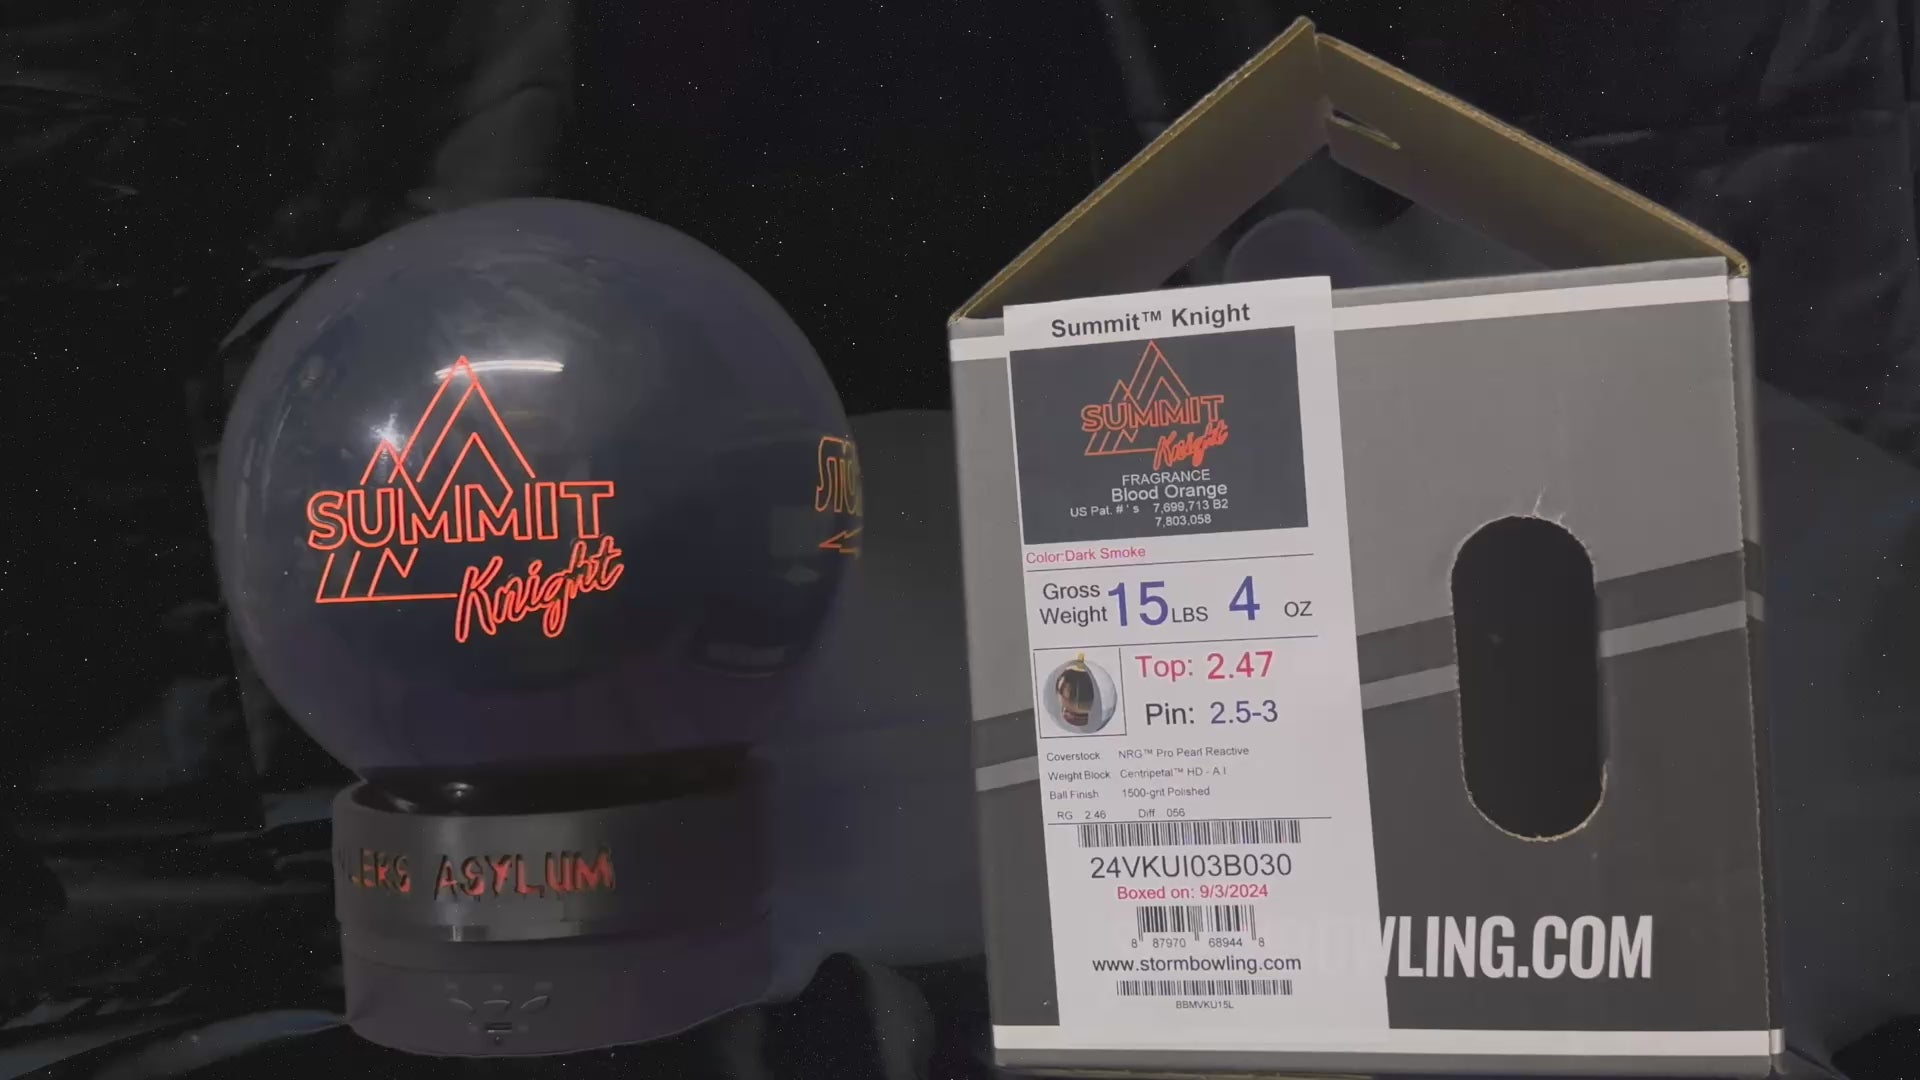 SUMMIT
Knight
ASYLUM
Summit™ Knight
SUMMIT
Knight
FRAGRANCE
Blood Orange
US Pat. # ' s 7,699,713 B2
7,803,058
Color:Dark Smoke
Gross Weight 15 LBS 4 OZ
Top: 2.47
Pin: 2.5-3
Coverstock NRG™ Pro Pearl Reactive
Weight Block Centripetal™ HD - A I
Ball Finish 1500-grit Polished
RG 2.46 Diff .056
24VKUI03B030
Boxed on: 9/3/2024
8 87970 68944 8
www.stormbowling.com
BBMVKU15L
WLING.COM